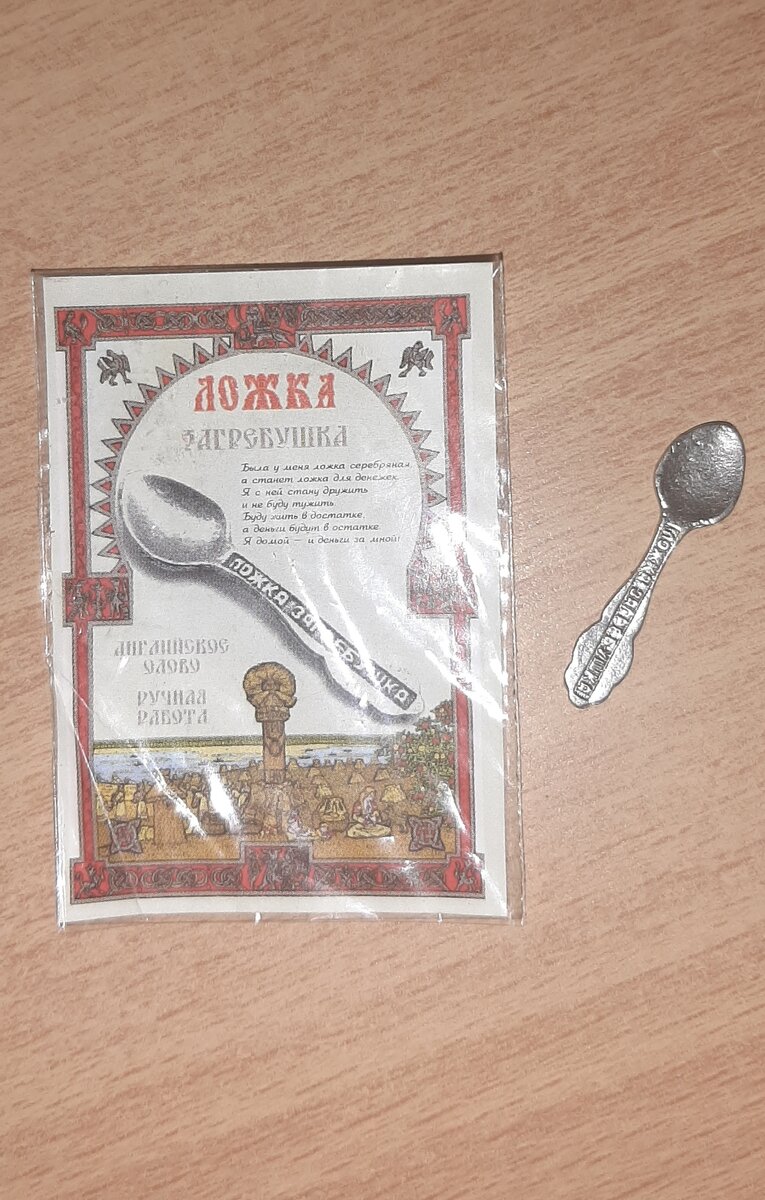 ЛОЖКА
ЗАГРЕБУШКА
Была у меня ложка серебряная,
а станет ложка для денежек.
Я с ней стану дружить
и не буду тужить.
Буду жить в достатке,
а деньги будут в остатке.
Я домой — и деньги за мной!
ЛОЖКА ЗАГРЕБУШКА
АНГЛИЙСКОЕ
ОЛОВО
РУЧНАЯ
РАБОТА